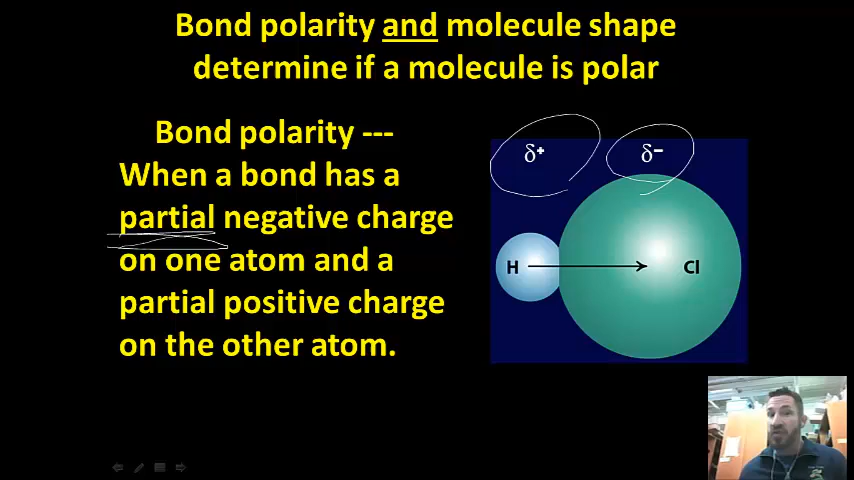 Bond polarity and molecule shape
determine if a molecule is polar
Bond polarity ---
When a bond has a
partial negative charge
on one atom and a
partial positive charge
on the other atom.
δ+ δ−
H Cl